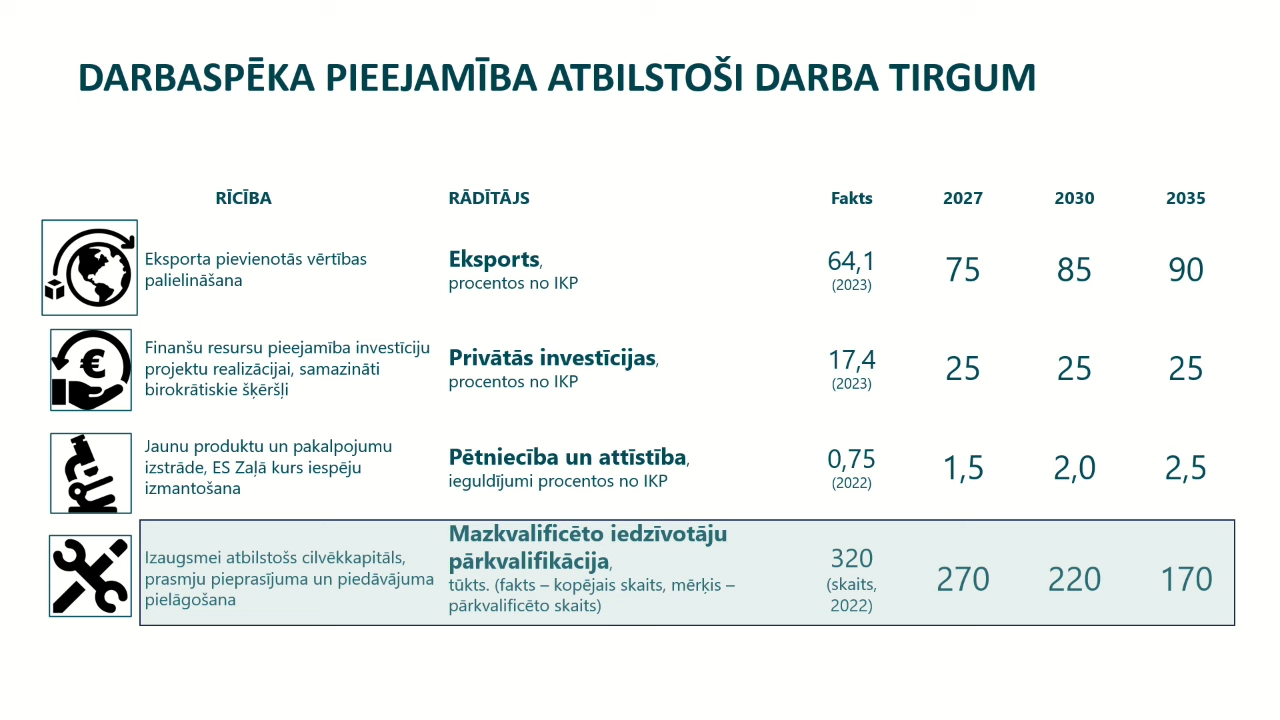 DARBASPĒKA PIEEJAMĪBA ATBILSTOŠI DARBA TIRGUM
RĪCĪBA RĀDĪTĀJS Fakts 2027 2030 2035
Eksporta pievienotās vērtības
palielināšana
Eksports,
procentos no IKP
64,1
(2023)
75 85 90
Finanšu resursu pieejamība investīciju
projektu realizācijai, samazināti
birokrātiskie šķēršļi
Privātās investīcijas,
procentos no IKP
17,4
(2023)
25 25 25
Jaunu produktu un pakalpojumu
izstrāde, ES Zaļā kurs iespēju
izmantošana
Pētniecība un attīstība,
ieguldījumi procentos no IKP
0,75
(2022)
1,5 2,0 2,5
Izaugsmei atbilstošs cilvēkkapitāls,
prasmju pieprasījuma un piedāvājuma
pielāgošana
Mazkvalificēto iedzīvotāju
pārkvalifikācija,
tūkts. (fakts – kopējais skaits, mērķis –
pārkvalificēto skaits)
320
(skaits,
2022)
270 220 170